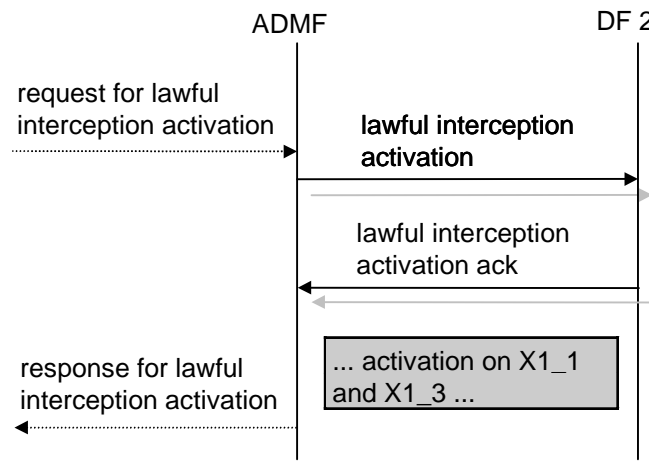 ADMF
DF 2
request for lawful
interception activation
lawful interception
activation
lawful interception
activation ack
... activation on X1_1
and X1_3 ...
response for lawful
interception activation